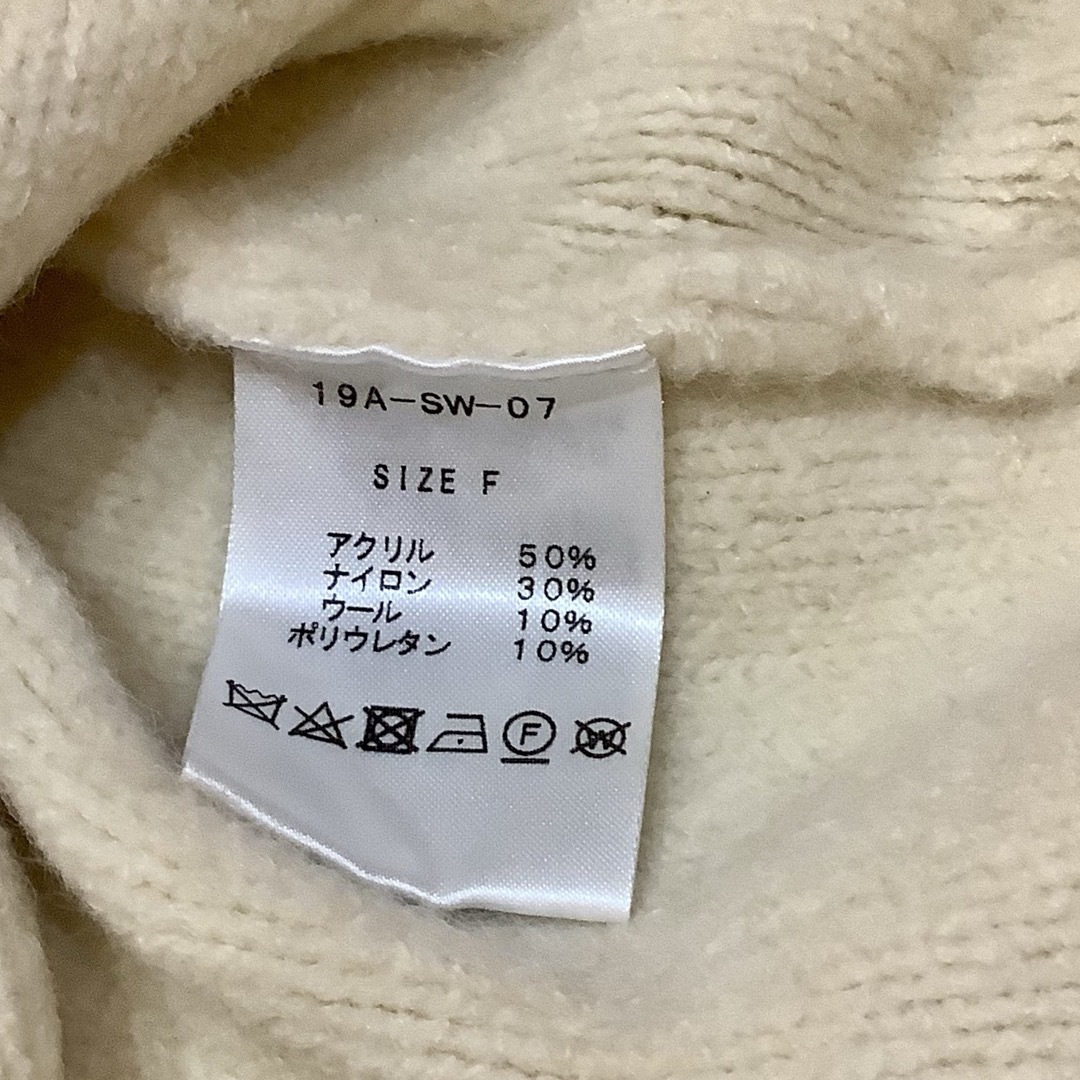 19A-SW-07
SIZE F
アクリル 50%
ナイロン 30%
ウール 10%
ポリウレタン 10%
F W